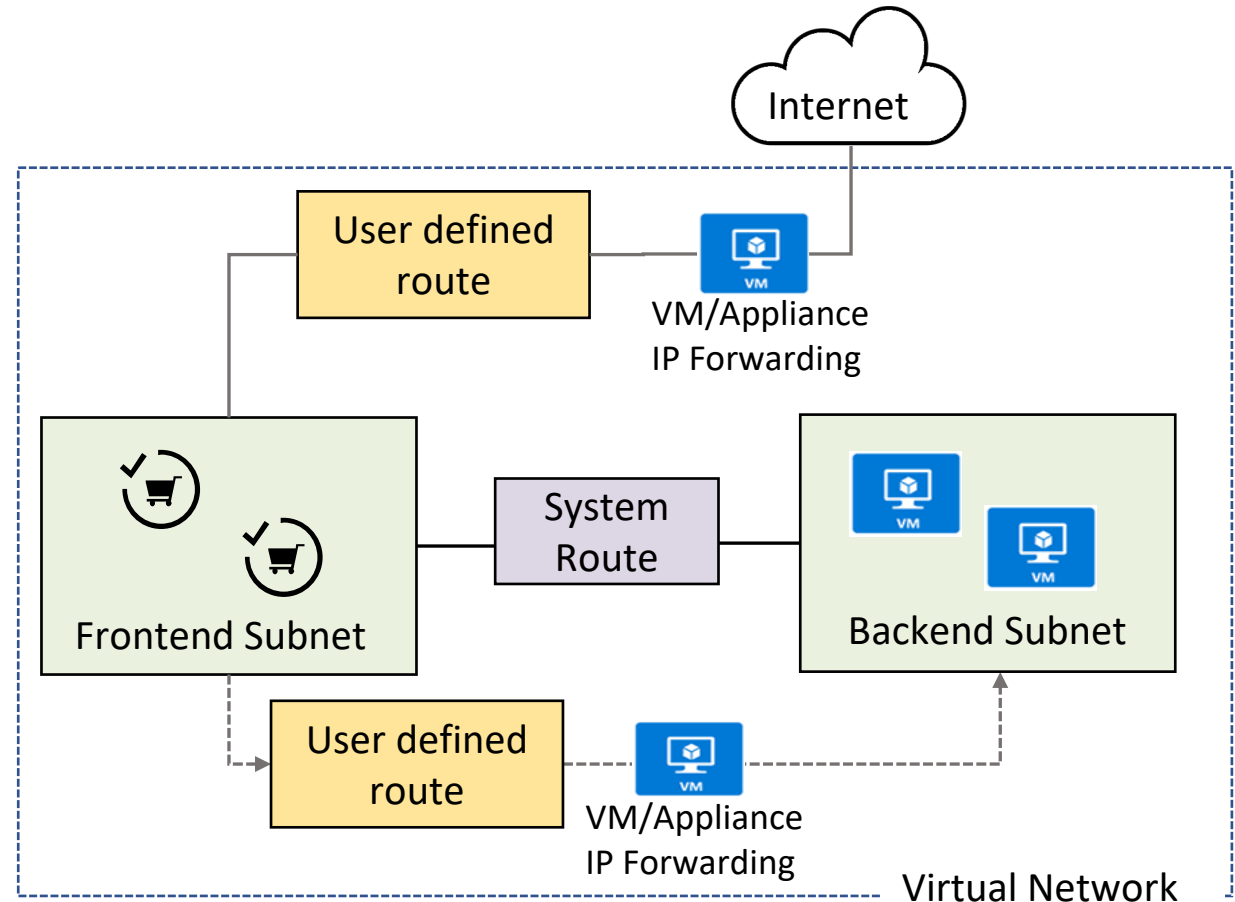 Internet
User defined
route
VM
VM/Appliance
IP Forwarding
System
Route
VM
VM
Frontend Subnet
Backend Subnet
User defined
route
VM
VM/Appliance
IP Forwarding
Virtual Network